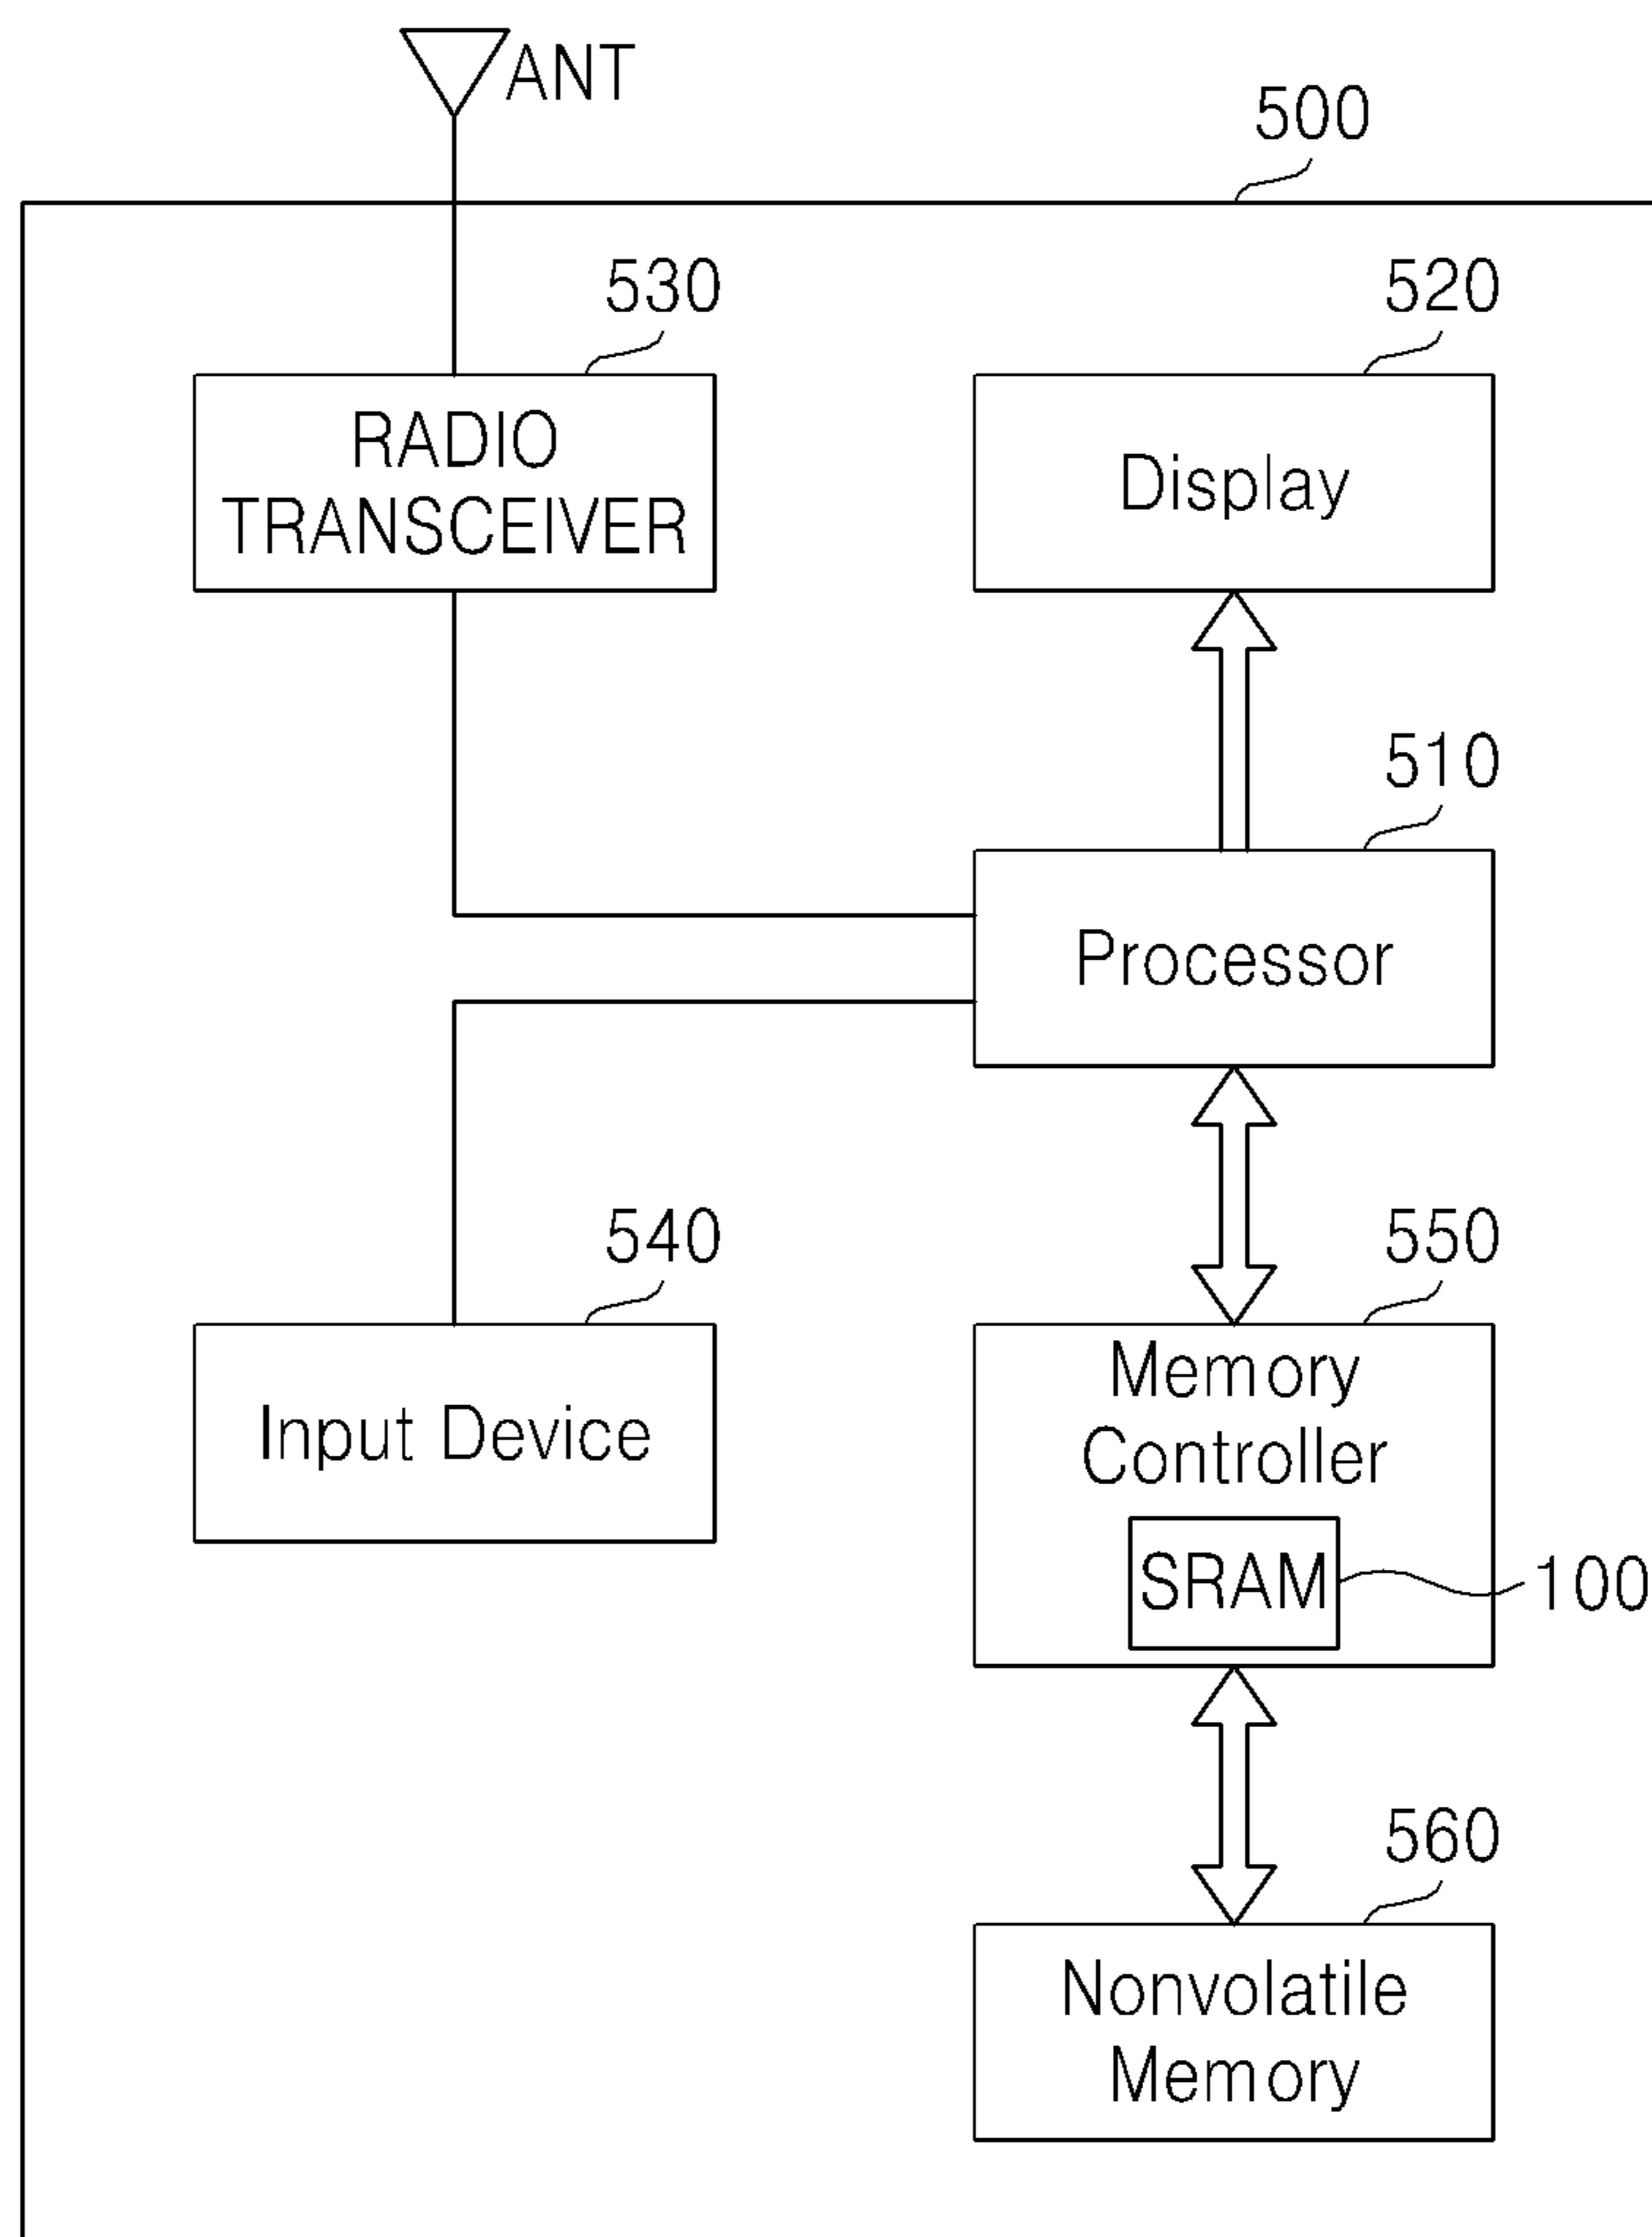 ANT
500
530
520
RADIO
TRANSCEIVER
Display
510
Processor
540
550
Input Device
Memory
Controller
SRAM
100
560
Nonvolatile
Memory